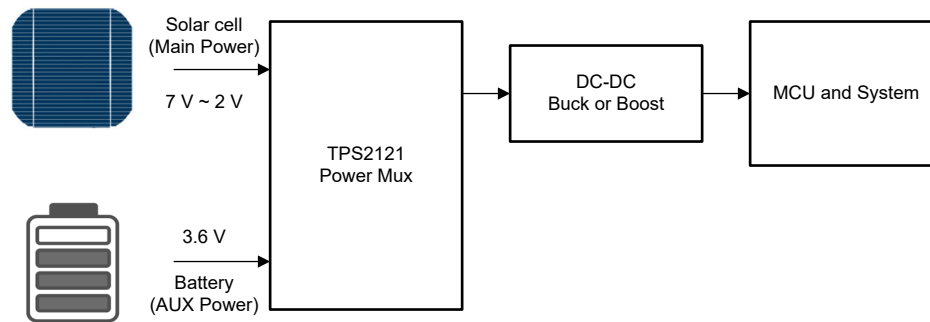 Solar cell
(Main Power)
7 V ~ 2 V
TPS2121
Power Mux
DC-DC
Buck or Boost
MCU and System
3.6 V
Battery
(AUX Power)